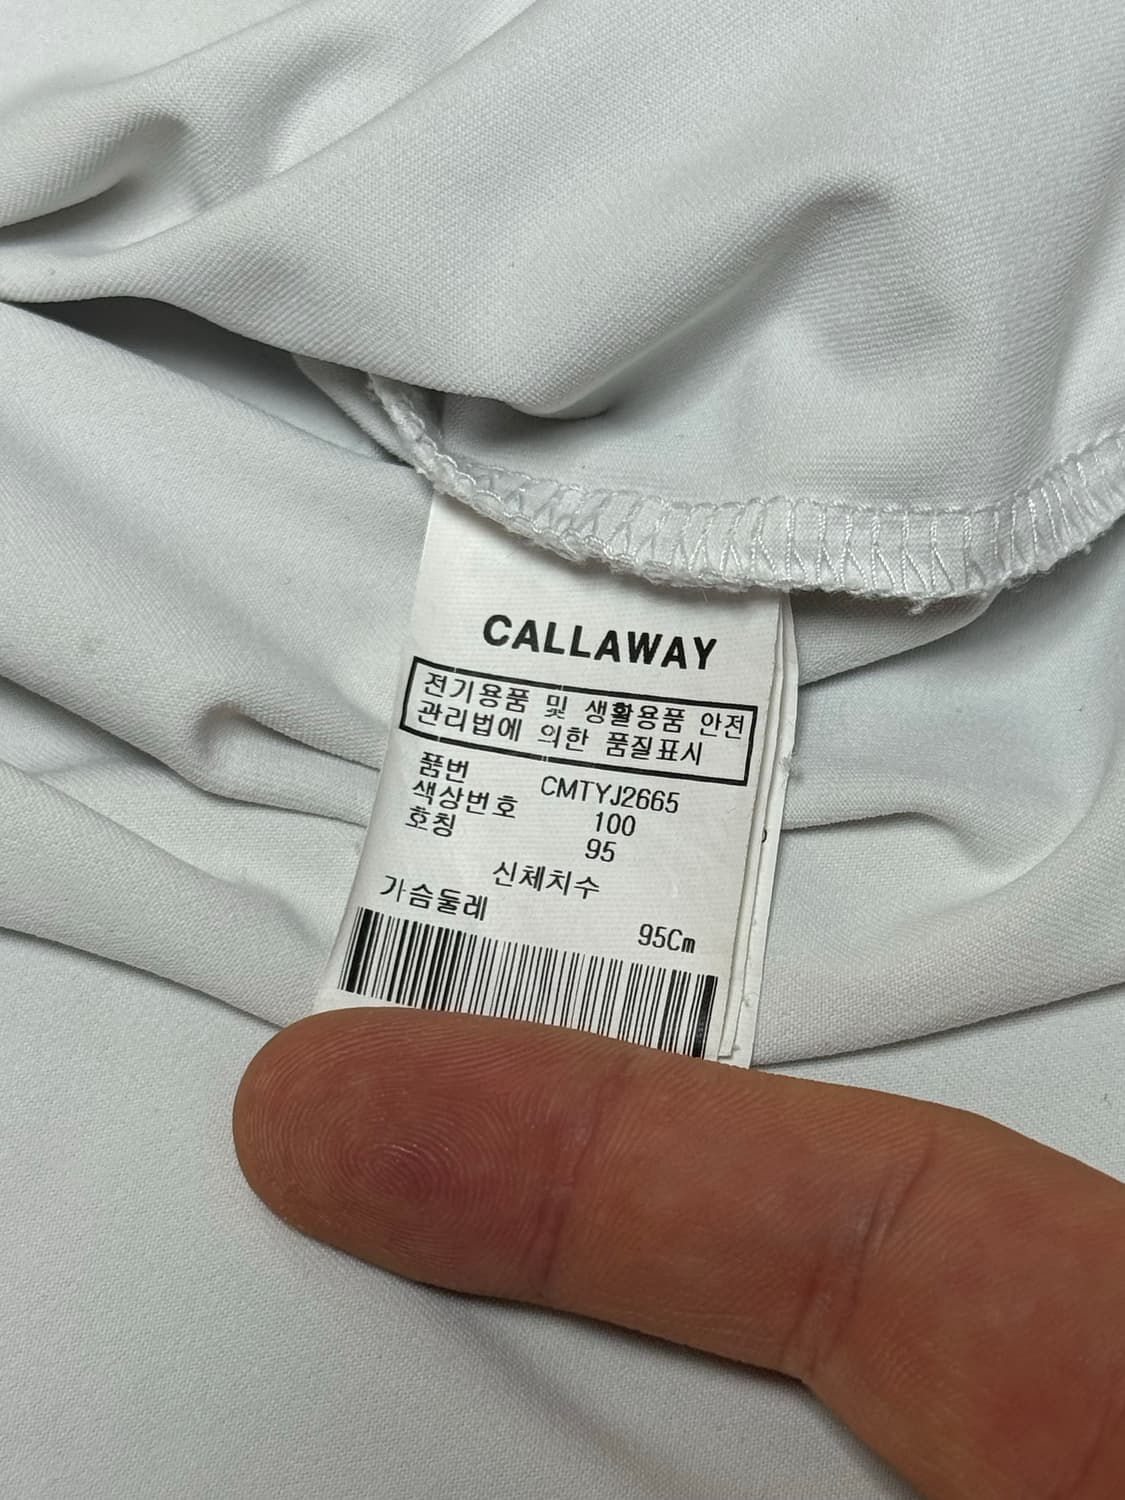 CALLAWAY
전기용품 및 생활용품 안전
관리법에 의한 품질표시
품번 CMTYJ2665
색상번호 100
호칭 95
신체치수
가슴둘레 95Cm